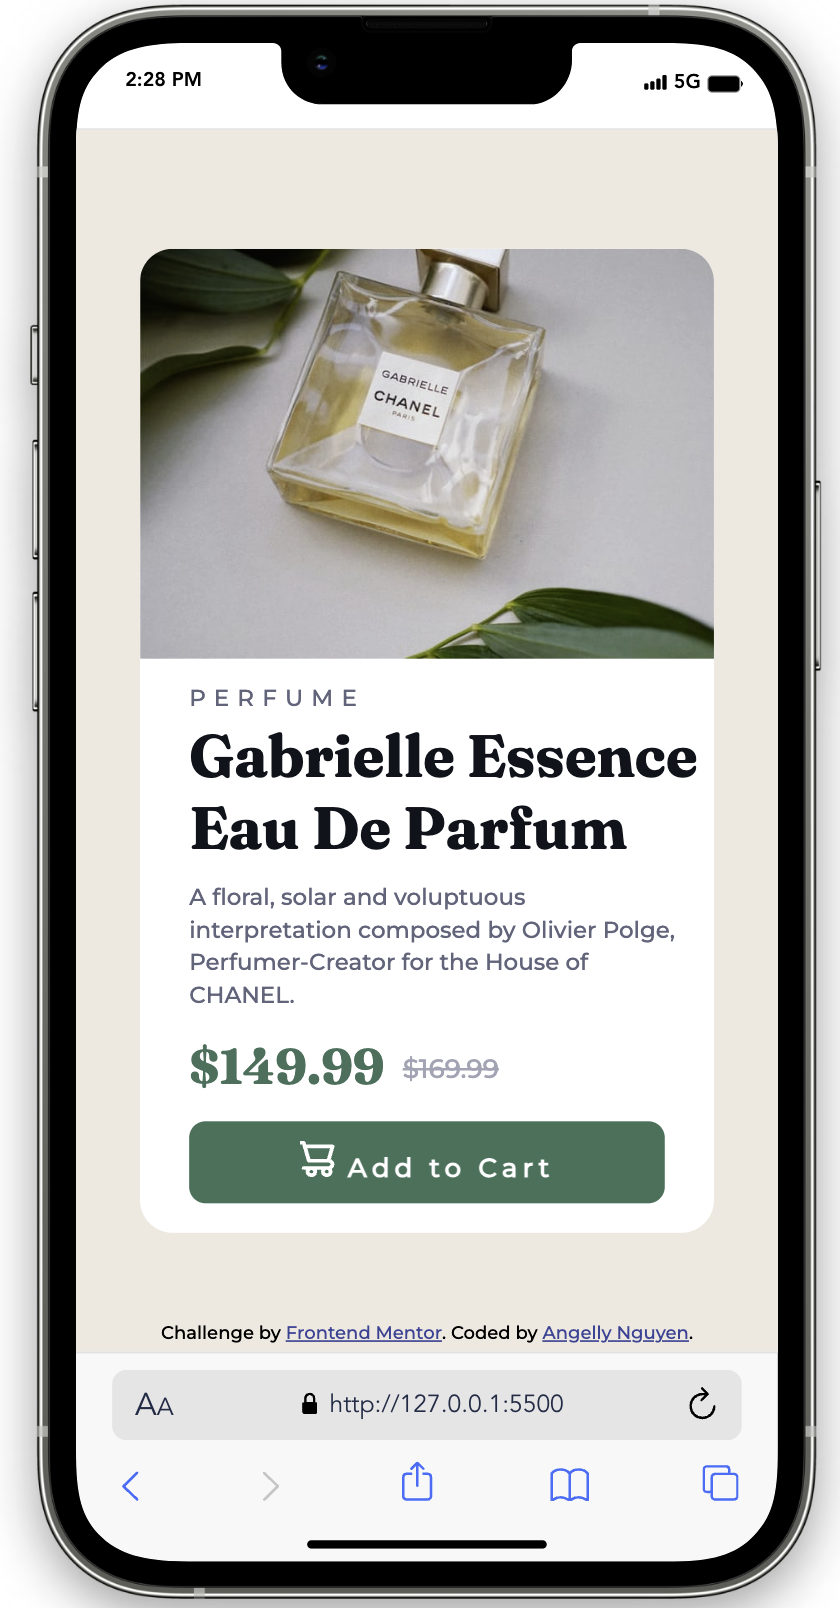 2:28 PM 5G
GABRIELLE
CHANEL
PARIS
PERFUME
Gabrielle Essence
Eau De Parfum
A floral, solar and voluptuous
interpretation composed by Olivier Polge,
Perfumer-Creator for the House of
CHANEL.
$149.99 $169.99
Add to Cart
Challenge by Frontend Mentor. Coded by Angelly Nguyen.
AA http://127.0.0.1:5500